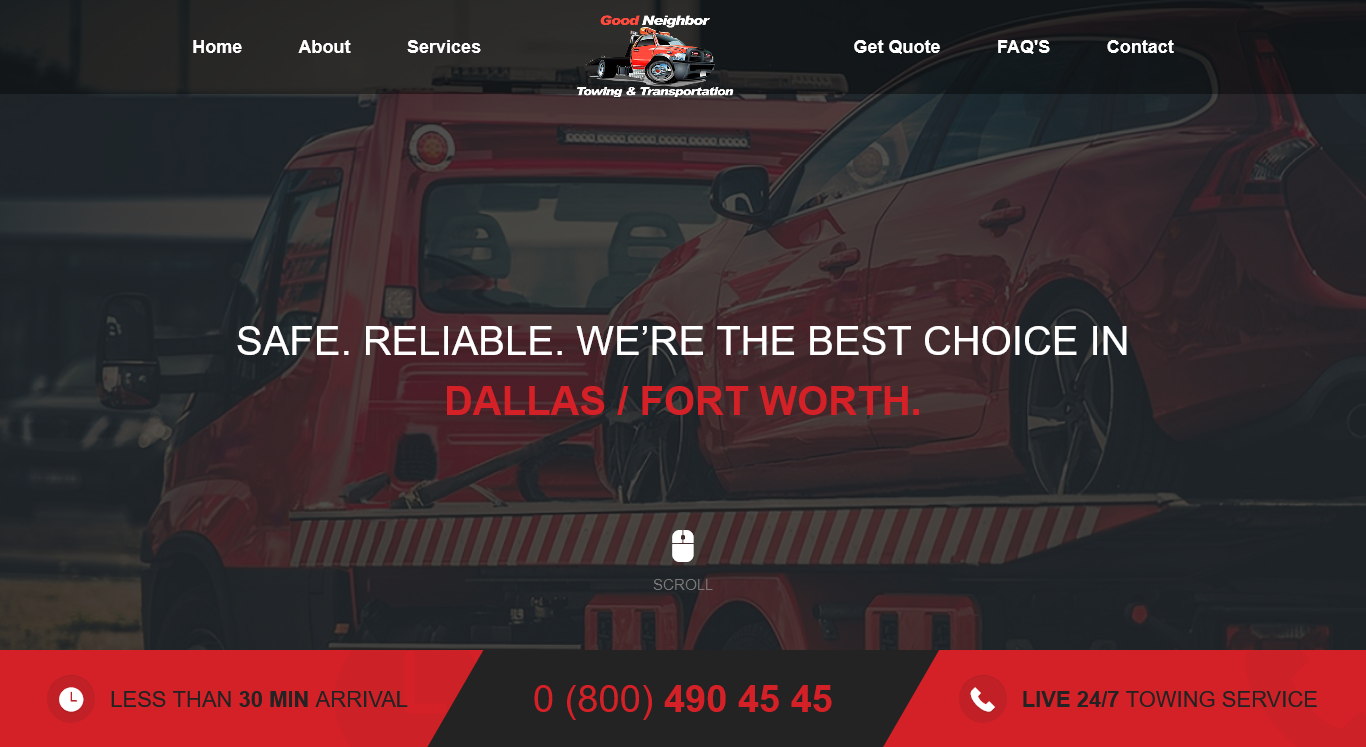 Home
About
Services
Good Neighbor
Towing & Transportation
Get Quote
FAQ'S
Contact
SAFE. RELIABLE. WE’RE THE BEST CHOICE IN
DALLAS / FORT WORTH.
SCROLL
LESS THAN 30 MIN ARRIVAL
0 (800) 490 45 45
LIVE 24/7 TOWING SERVICE